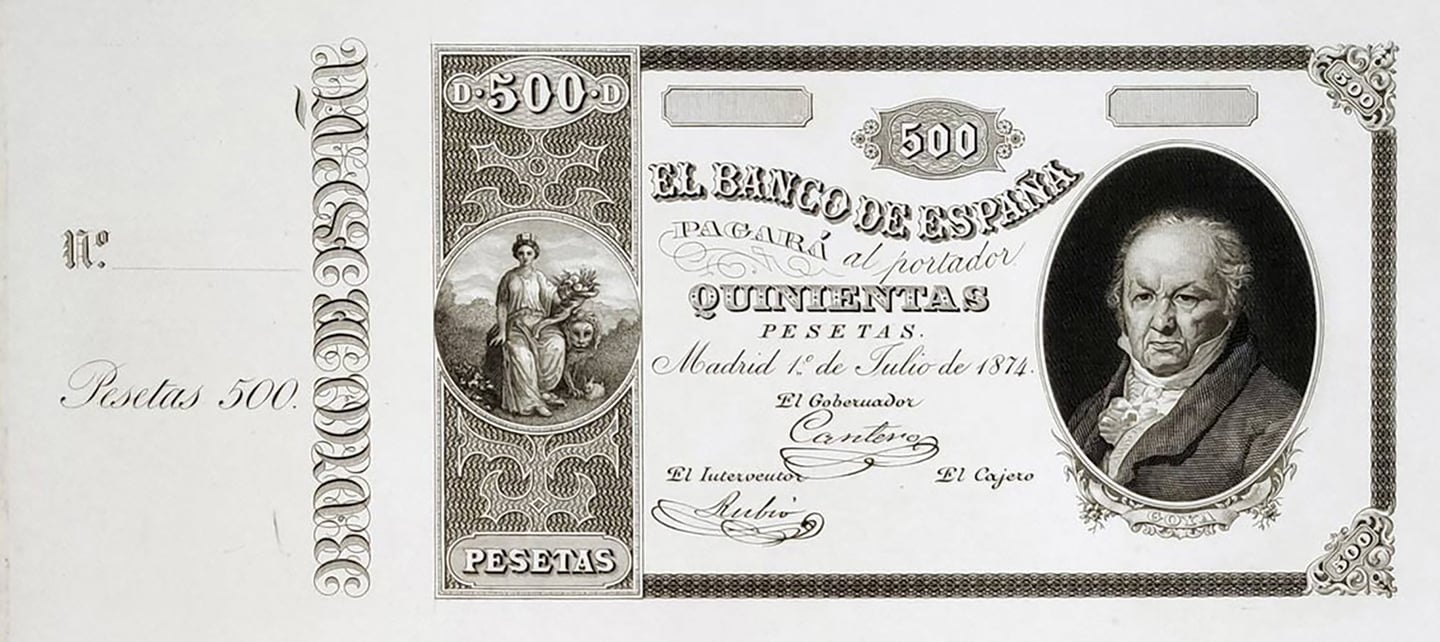 BANCO DE ESPAÑA
Nº.
Pesetas 500.
D·500·D
PESETAS
500
EL BANCO DE ESPAÑA
PAGARÁ al portador
QUINIENTAS
PESETAS.
Madrid 1º. de Julio de 1874.
El Gobernador
Cantero
El Interventor
El Cajero
Rubió
GOYA
500
500